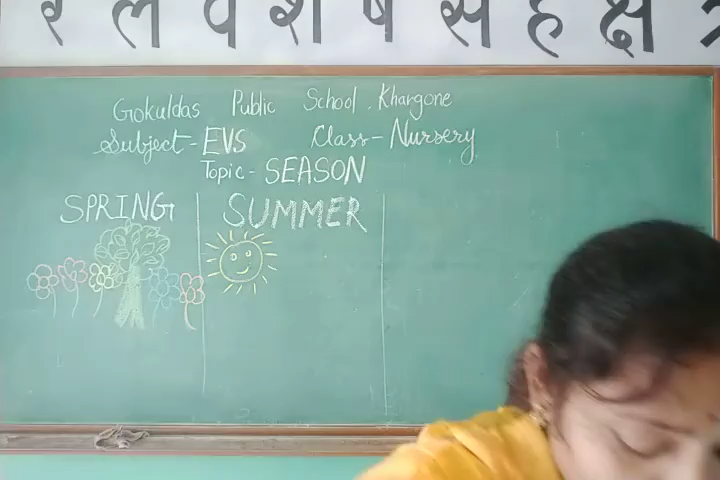 र ल व श ष स ह क्ष
Gokuldas Public School . Khargone
Subject - EVS Class - Nursery
Topic - SEASON
SPRING SUMMER